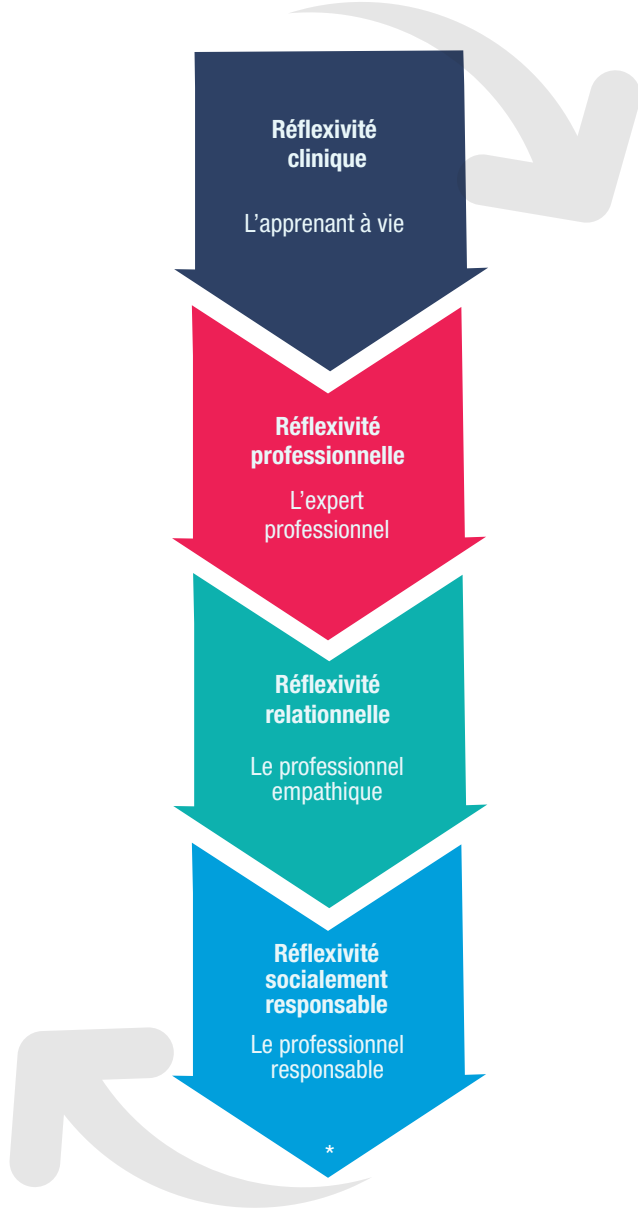 Réflexivité
clinique
L'apprenant à vie
Réflexivité
professionnelle
L'expert
professionnel
Réflexivité
relationnelle
Le professionnel
empathique
Réflexivité
socialement
responsable
Le professionnel
responsable
*